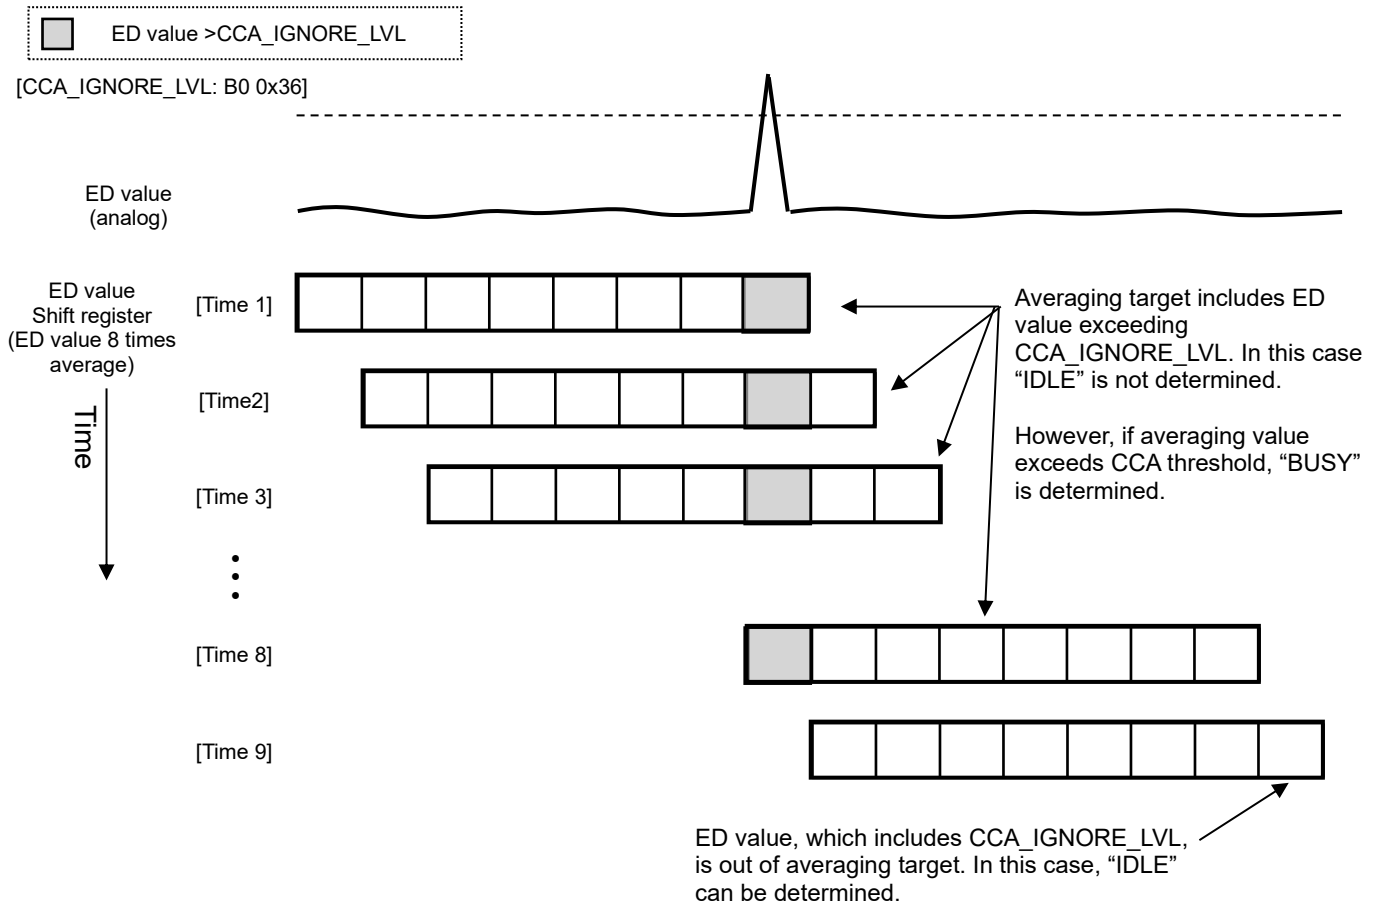 ED value >CCA_IGNORE_LVL
[CCA_IGNORE_LVL: B0 0x36]
ED value
(analog)
ED value
Shift register
(ED value 8 times
average)
Time
[Time 1]
[Time2]
[Time 3]
[Time 8]
[Time 9]
Averaging target includes ED
value exceeding
CCA_IGNORE_LVL. In this case
“IDLE” is not determined.
However, if averaging value
exceeds CCA threshold, “BUSY”
is determined.
ED value, which includes CCA_IGNORE_LVL,
is out of averaging target. In this case, “IDLE”
can be determined.